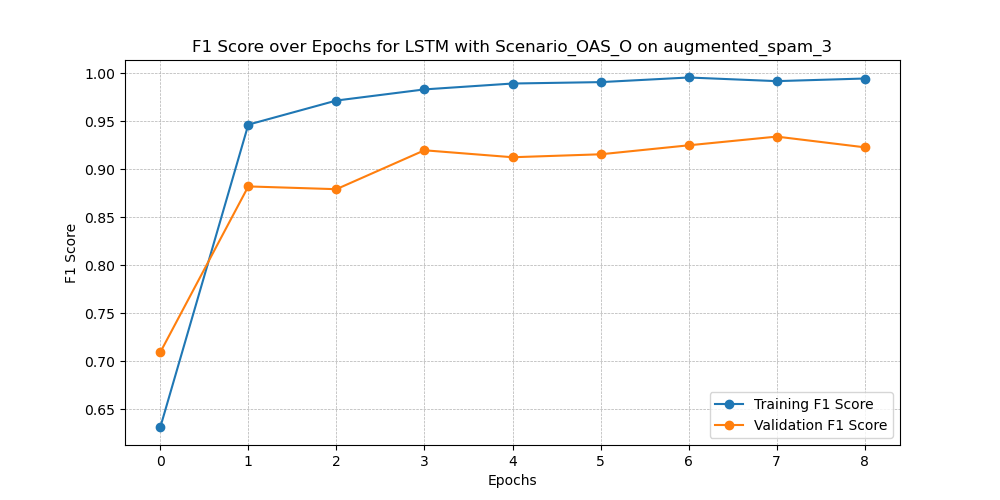 F1 Score over Epochs for LSTM with Scenario_OAS_O on augmented_spam_3
1.00
0.95
0.90
0.85
0.80
0.75
0.70
0.65
F1 Score
Training F1 Score
Validation F1 Score
0 1 2 3 4 5 6 7 8
Epochs